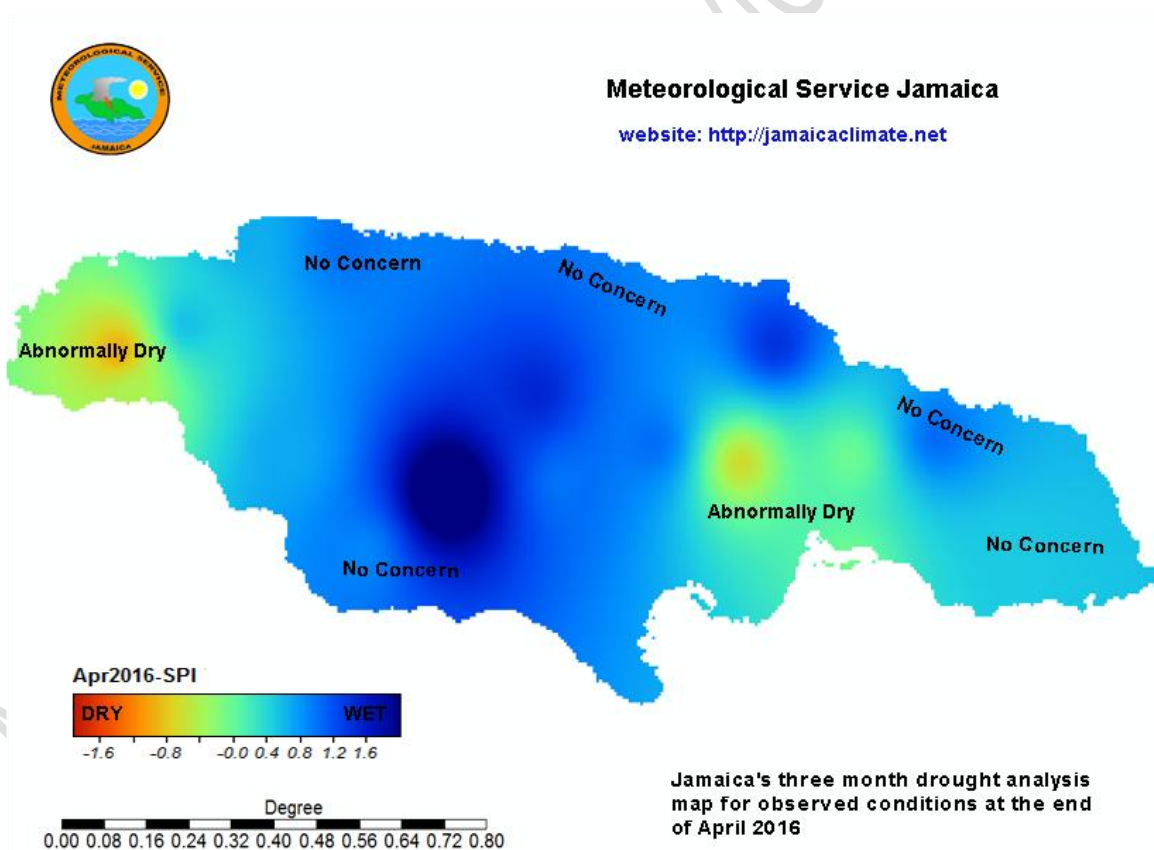 METEOROLOGICAL SERVICE
JAMAICA
Meteorological Service Jamaica
website: http://jamaicaclimate.net
No Concern
No Concern
Abnormally Dry
No Concern
Abnormally Dry
No Concern
No Concern
Apr2016-SPI
DRY WET
-1.6 -0.8 -0.0 0.4 0.8 1.2 1.6
Degree
0.00 0.08 0.16 0.24 0.32 0.40 0.48 0.56 0.64 0.72 0.80
Jamaica's three month drought analysis
map for observed conditions at the end
of April 2016